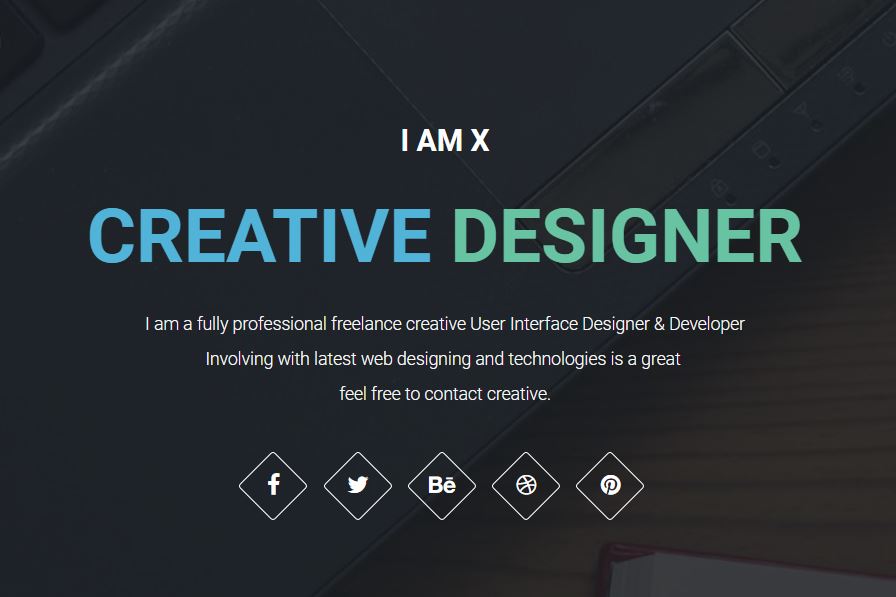 I AM X
CREATIVE DESIGNER
I am a fully professional freelance creative User Interface Designer & Developer
Involving with latest web designing and technologies is a great
feel free to contact creative.
Bē